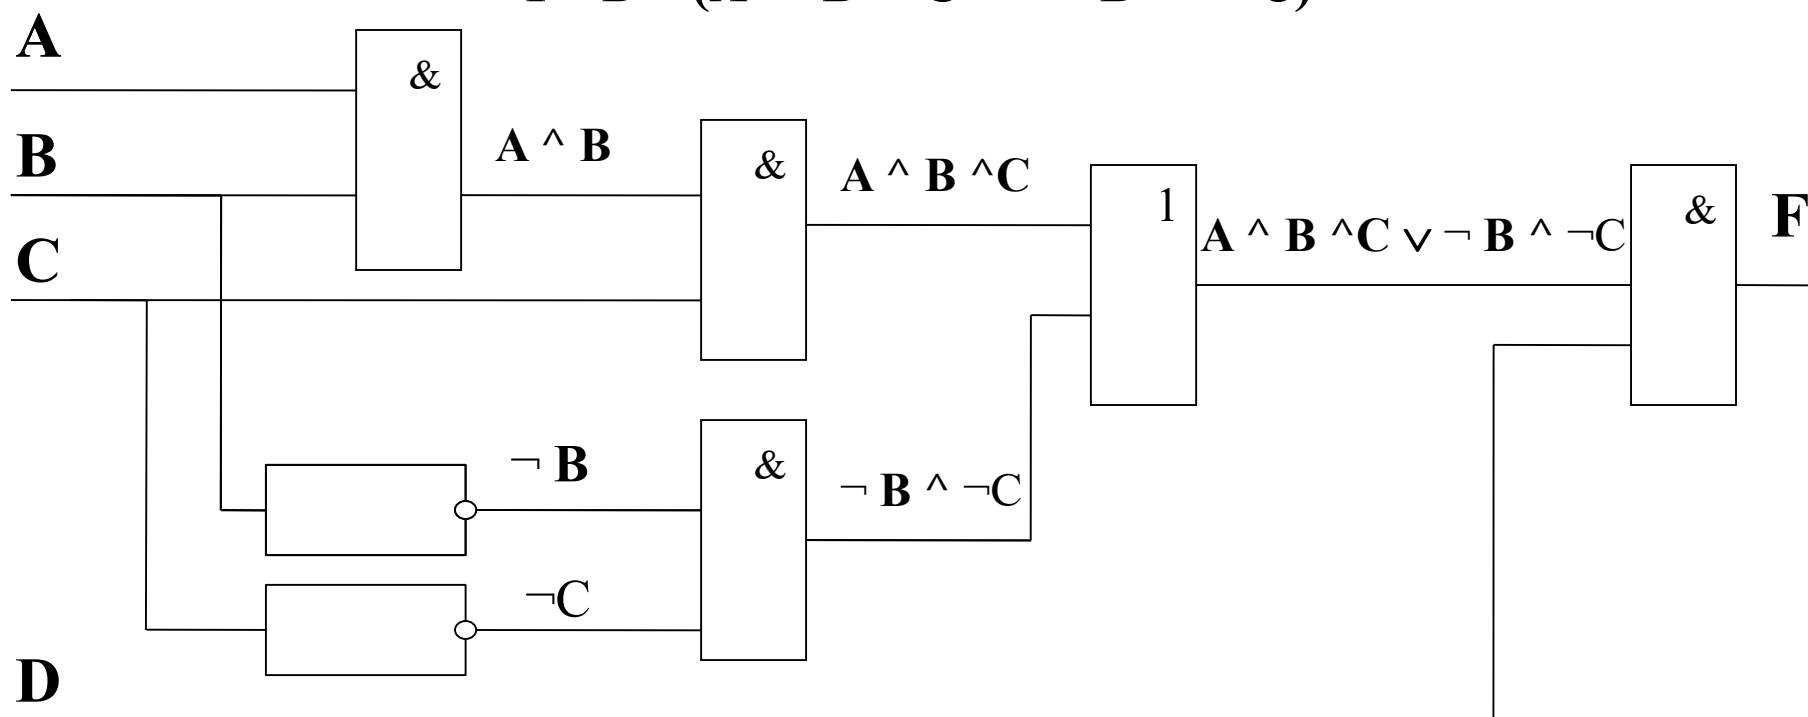 A
&
B
A ^ B
&
A ^ B ^C
1
A ^ B ^C ∨ ¬ B ^ ¬C
&
F
C
¬ B
&
¬ B ^ ¬C
¬C
D